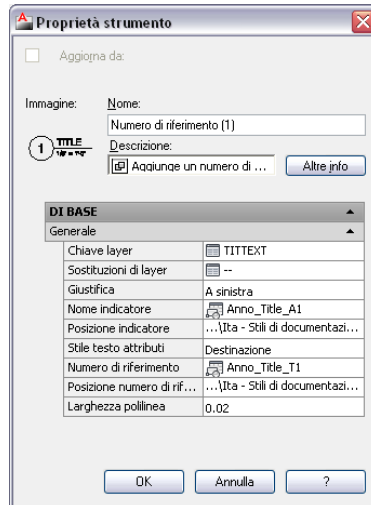 Proprietà strumento
Aggiorna da:
Immagine:
Nome:
Numero di riferimento (1)
1 TITLE
Descrizione:
Aggiunge un numero di ...
Altre info
DI BASE
Generale
Chiave layer TITTEXT
Sostituzioni di layer --
Giustifica A sinistra
Nome indicatore Anno_Title_A1
Posizione indicatore ...\Ita - Stili di documentazi...
Stile testo attributi Destinazione
Numero di riferimento Anno_Title_T1
Posizione numero di rif... ...\Ita - Stili di documentazi...
Larghezza polilinea 0.02
OK Annulla ?